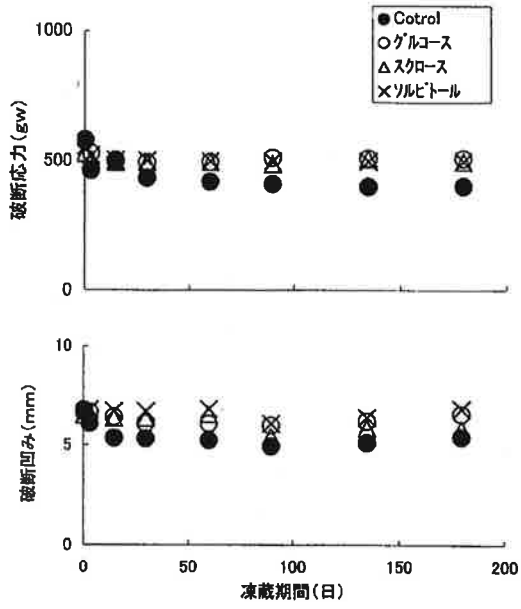 ● Cotrol
○ グルコース
△ スクロース
× ソルビトール
1000
500
0
破断応力(gw)
10
5
0
破断凹み(mm)
0 50 100 150 200
凍蔵期間(日)